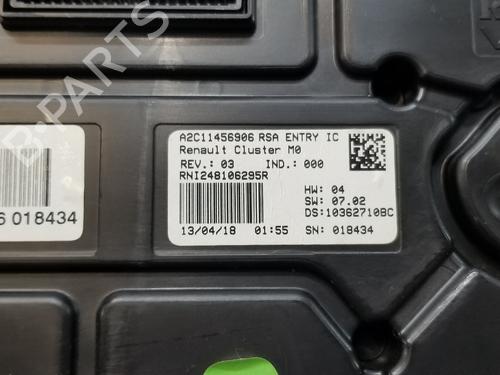 A2C11456906 RSA ENTRY IC
Renault Cluster M0
REV.: 03 IND.: 000
RNI248106295R
HW: 04
SW: 07.02
DS:10362710BC
13/04/18 01:55 SN: 018434
6 018434
B-Parts